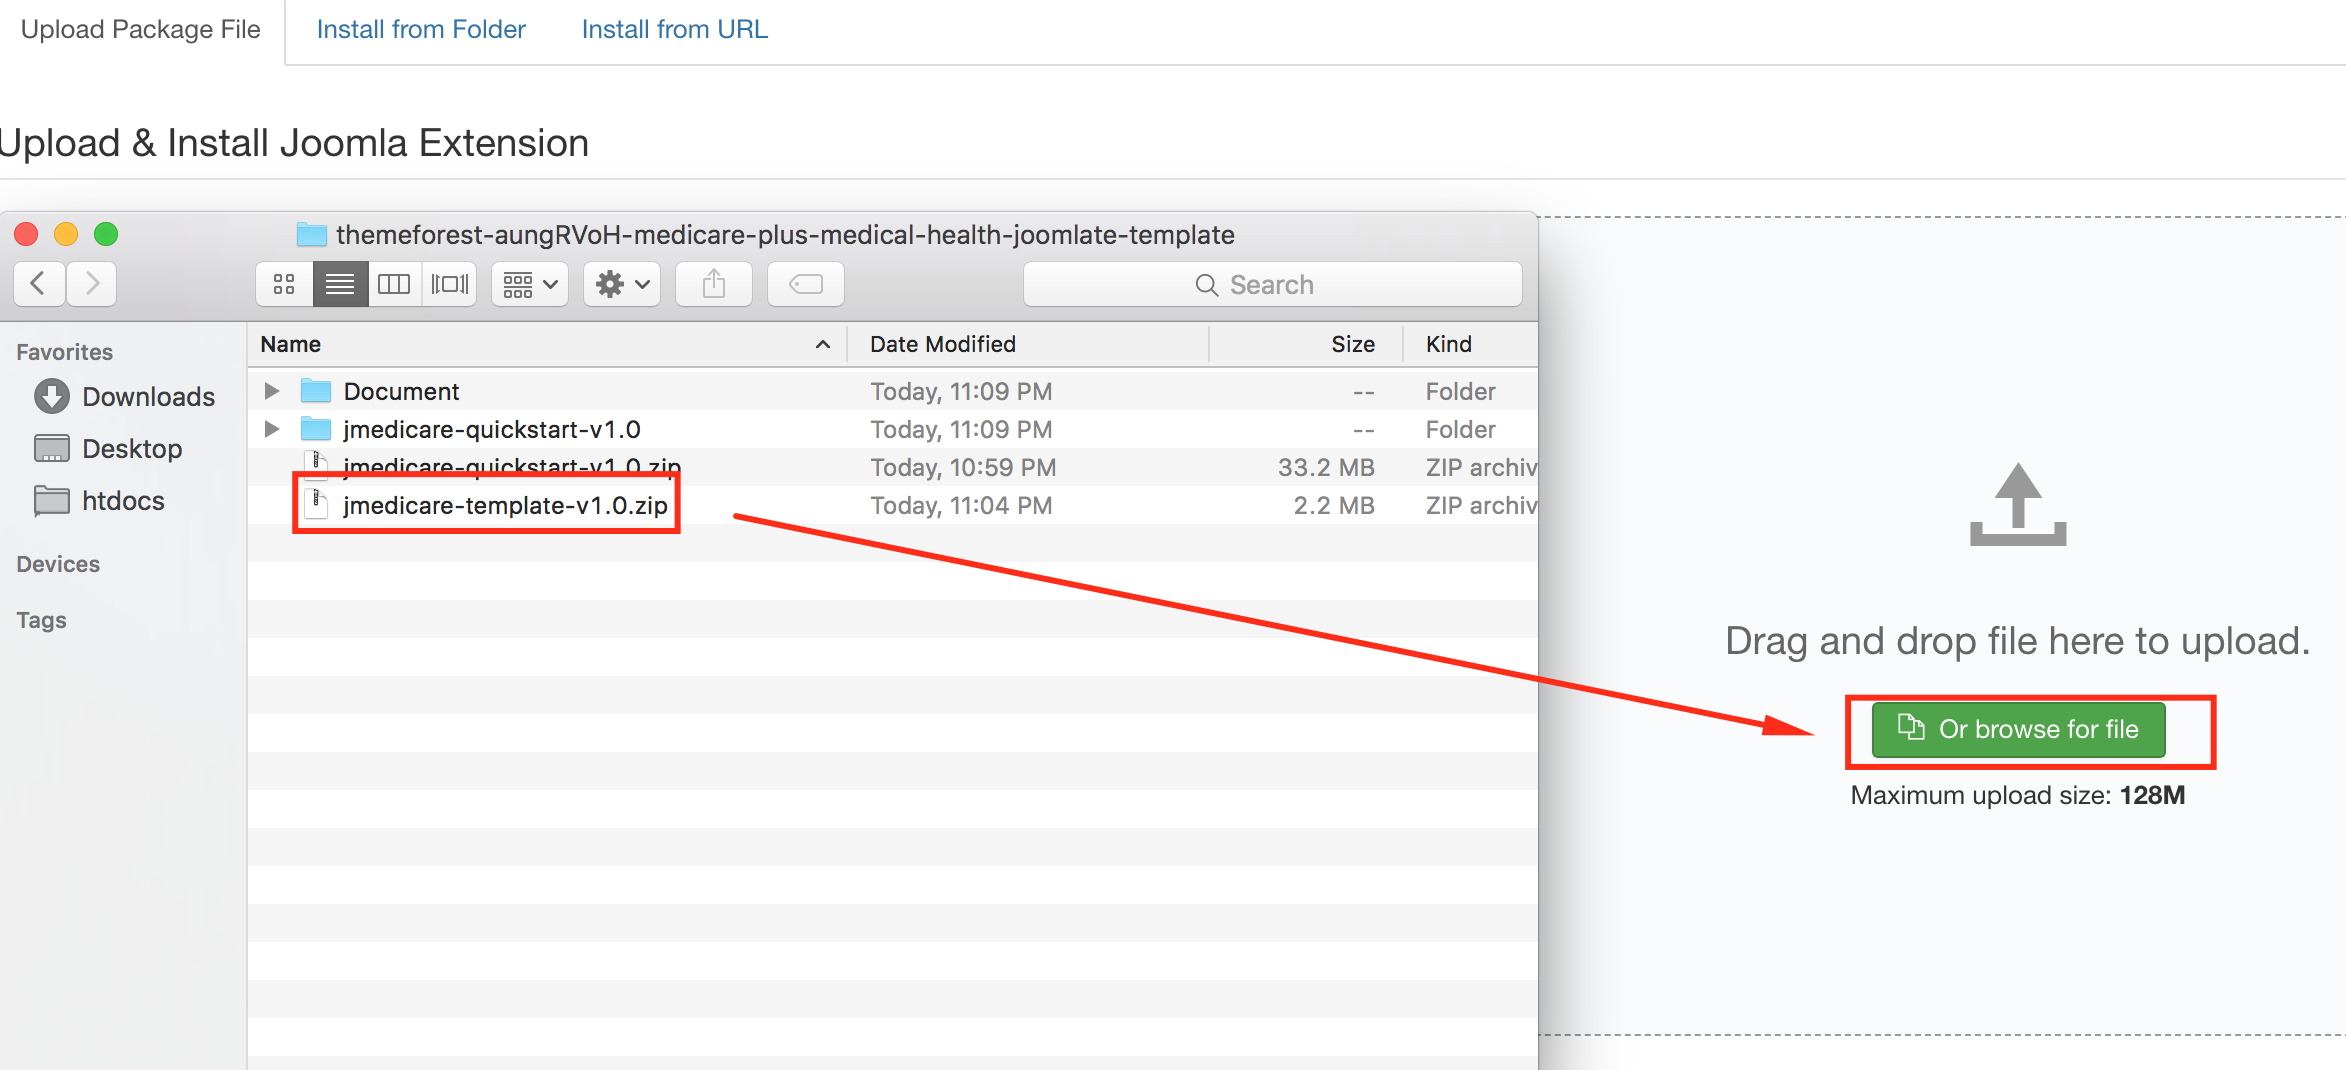 Upload Package File Install from Folder Install from URL
Upload & Install Joomla Extension
themeforest-aungRVoH-medicare-plus-medical-health-joomlate-template
Search
Favorites
Downloads
Desktop
htdocs
Devices
Tags
Name Date Modified Size Kind
Document Today, 11:09 PM -- Folder
jmedicare-quickstart-v1.0 Today, 11:09 PM -- Folder
jmedicare-quickstart-v1.0.zip Today, 10:59 PM 33.2 MB ZIP archiv
jmedicare-template-v1.0.zip Today, 11:04 PM 2.2 MB ZIP archiv
Drag and drop file here to upload.
Or browse for file
Maximum upload size: 128M